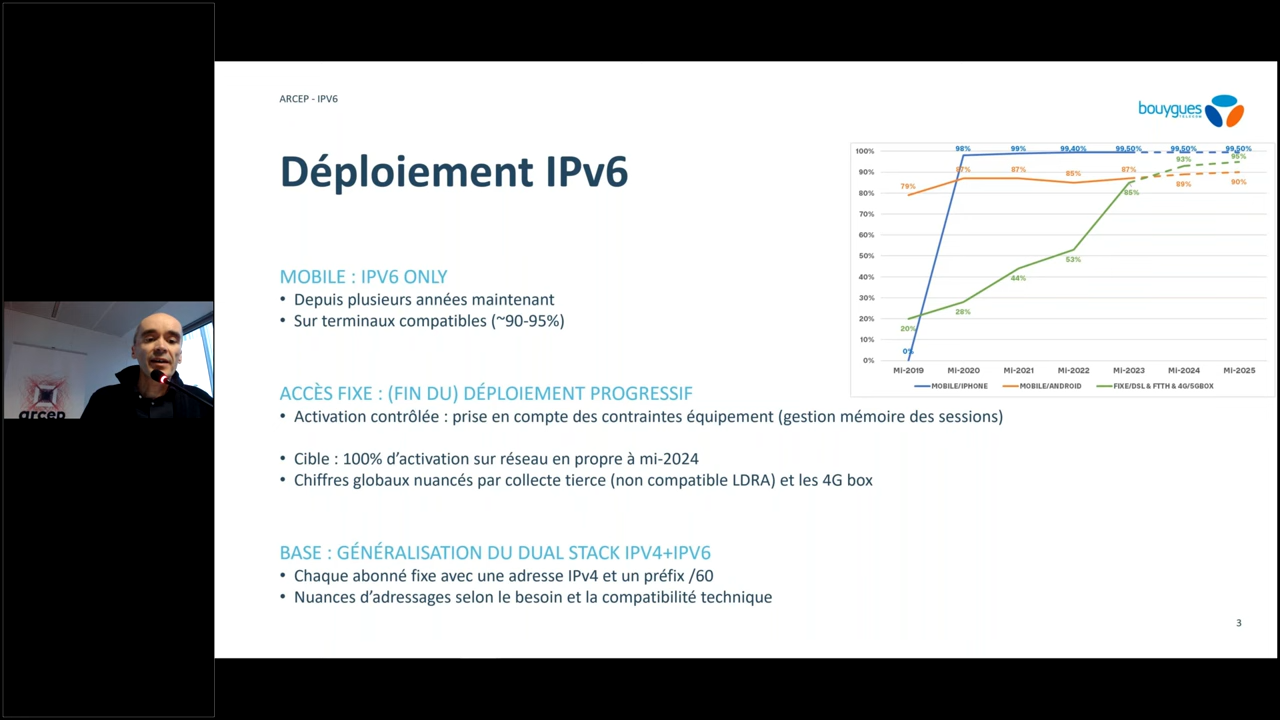 ARCEP - IPV6
bouygues
TELECOM
Déploiement IPv6
MOBILE : IPV6 ONLY
• Depuis plusieurs années maintenant
• Sur terminaux compatibles (~90-95%)
ACCÈS FIXE : (FIN DU) DÉPLOIEMENT PROGRESSIF
• Activation contrôlée : prise en compte des contraintes équipement (gestion mémoire des sessions)
• Cible : 100% d'activation sur réseau en propre à mi-2024
• Chiffres globaux nuancés par collecte tierce (non compatible LDRA) et les 4G box
BASE : GÉNÉRALISATION DU DUAL STACK IPV4+IPV6
• Chaque abonné fixe avec une adresse IPv4 et un préfix /60
• Nuances d'adressages selon le besoin et la compatibilité technique
3
100%
90%
80%
70%
60%
50%
40%
30%
20%
10%
0%
98% 99% 99,40% 99,50% 99,50% 99,50%
79% 87% 87% 85% 87% 89% 90%
20% 28% 44% 53% 85% 93% 95%
0%
Mi-2019 Mi-2020 Mi-2021 Mi-2022 Mi-2023 Mi-2024 Mi-2025
MOBILE/IPHONE MOBILE/ANDROID FIXE/DSL & FTTH & 4G/5GBOX
arcep